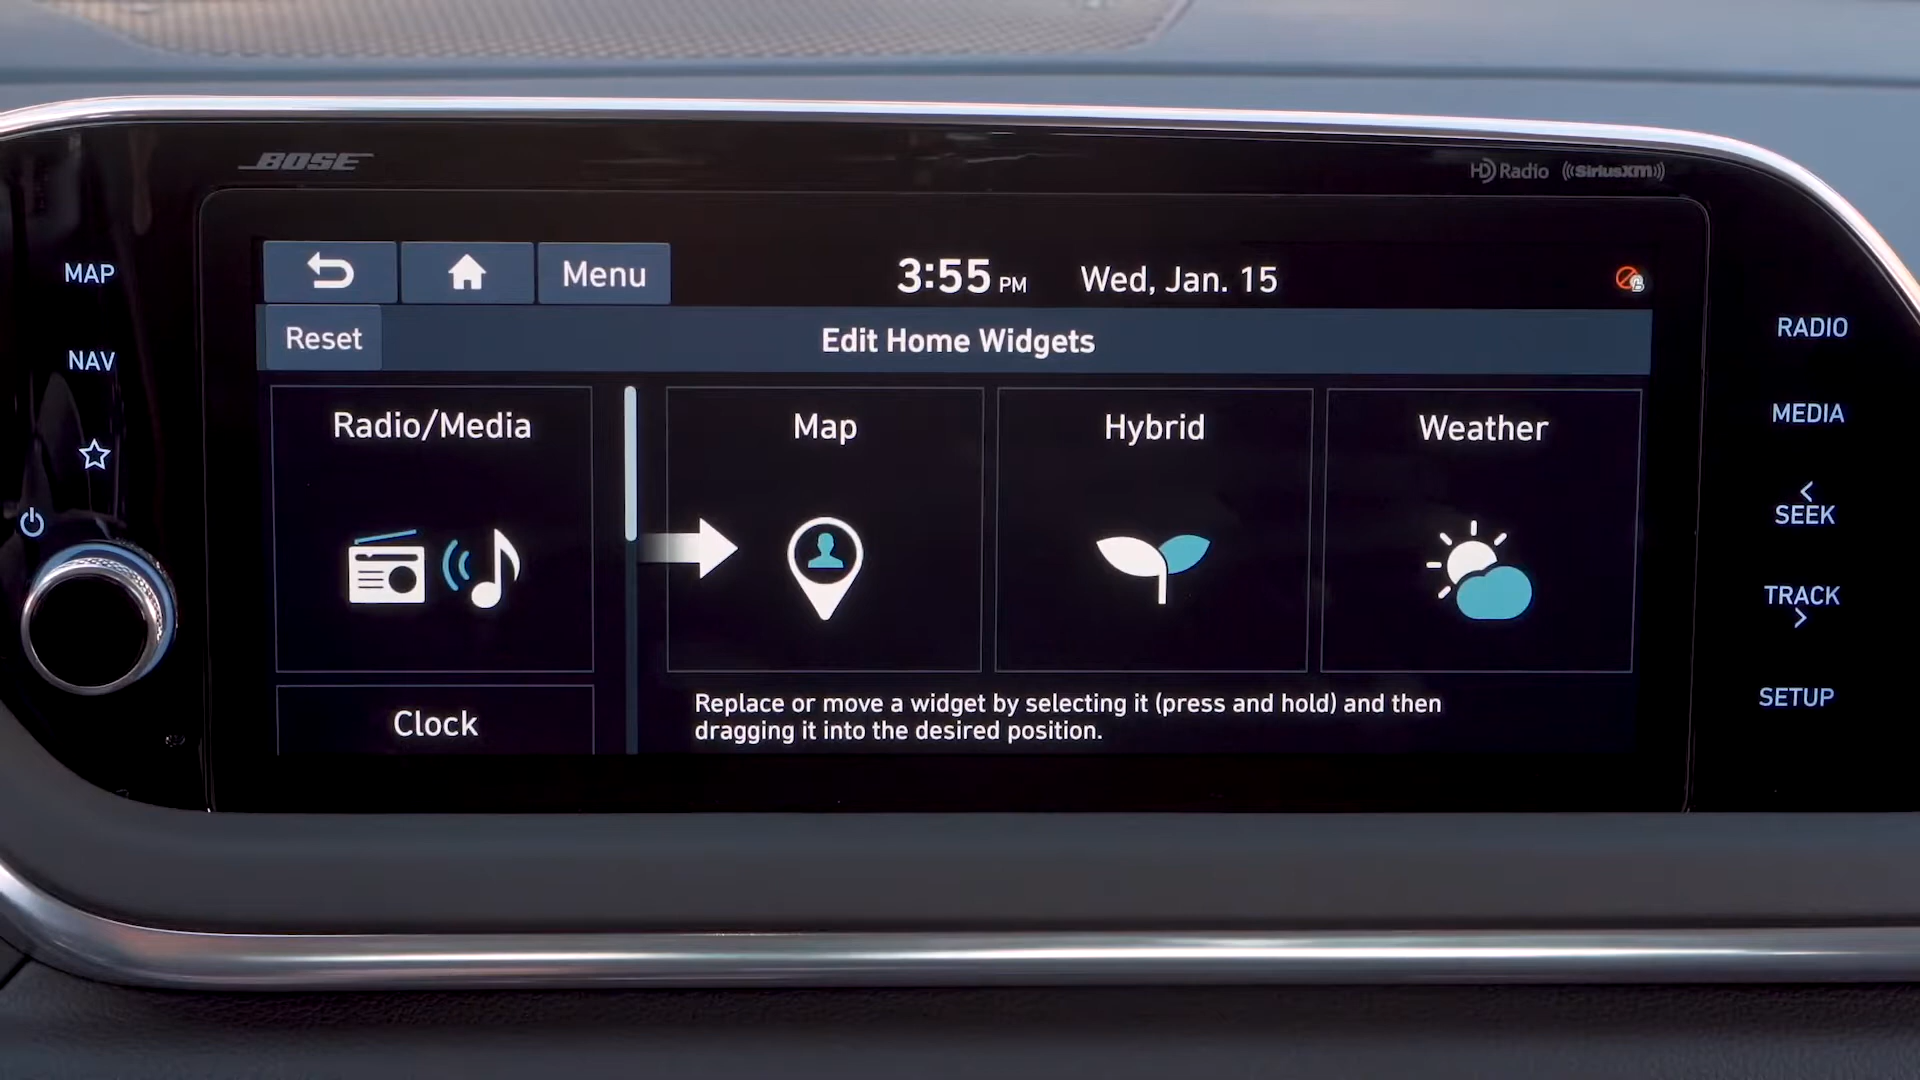 BOSE
HD Radio ((SiriusXM))
MAP
NAV
Menu
3:55 PM Wed, Jan. 15
Reset
Edit Home Widgets
Radio/Media
Map
Hybrid
Weather
Clock
Replace or move a widget by selecting it (press and hold) and then
dragging it into the desired position.
RADIO
MEDIA
<
SEEK
TRACK
>
SETUP